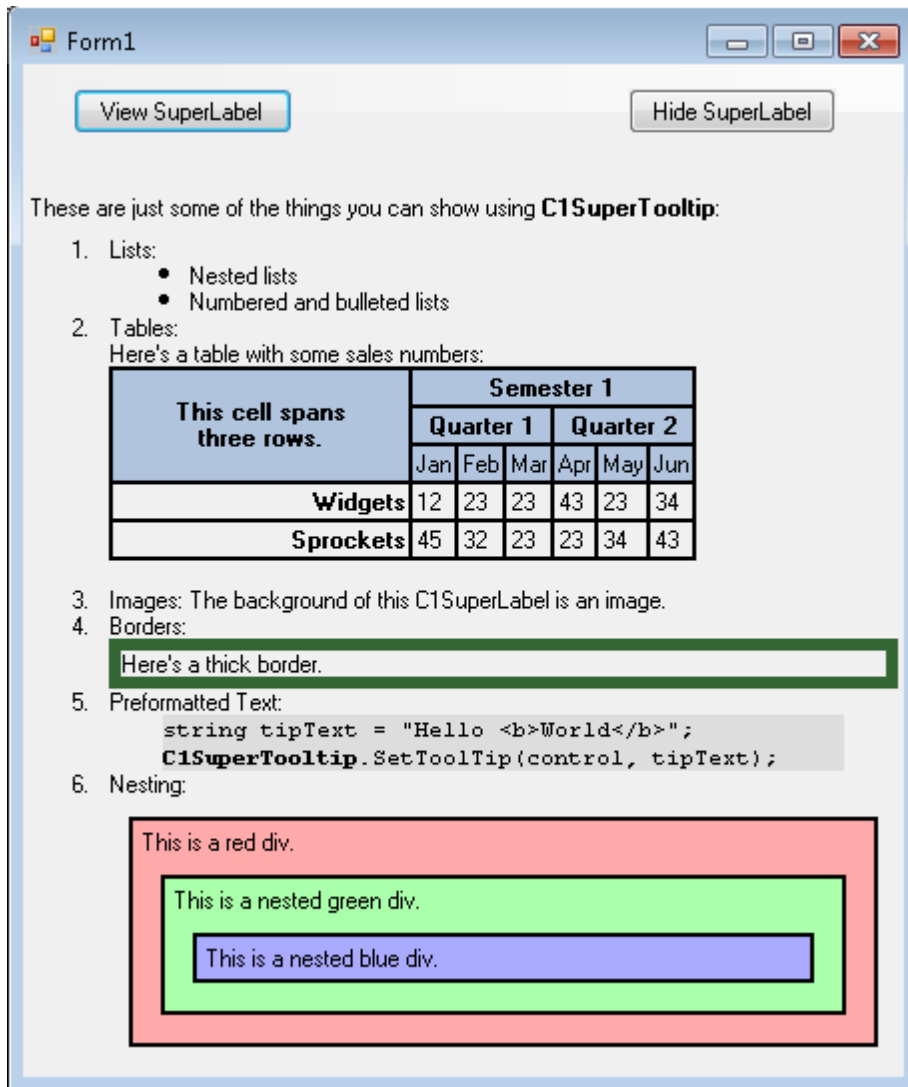 Form1
View SuperLabel
Hide SuperLabel
These are just some of the things you can show using C1SuperTooltip:
1. Lists:
• Nested lists
• Numbered and bulleted lists
2. Tables:
Here's a table with some sales numbers:
This cell spans
three rows.
Semester 1
Quarter 1 Quarter 2
Jan Feb Mar Apr May Jun
Widgets 12 23 23 43 23 34
Sprockets 45 32 23 23 34 43
3. Images: The background of this C1SuperLabel is an image.
4. Borders:
Here's a thick border.
5. Preformatted Text:
string tipText = "Hello <b>World</b>";
C1SuperTooltip.SetToolTip(control, tipText);
6. Nesting:
This is a red div.
This is a nested green div.
This is a nested blue div.